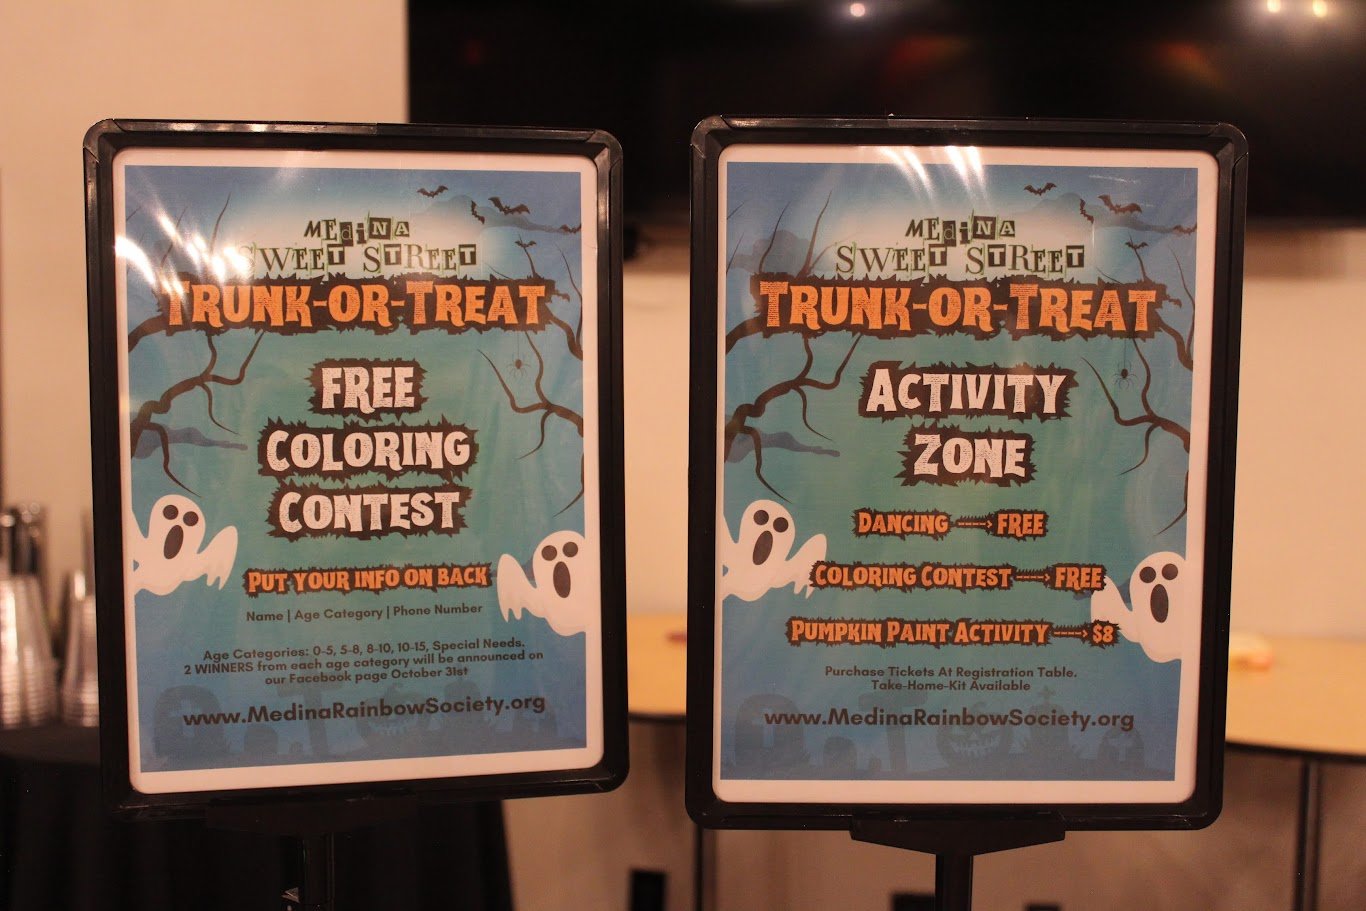 MEdiNA
SWEET STREET
TRUNK-OR-TREAT
FREE
COLORING
CONTEST
PUT YOUR INFO ON BACK
Name | Age Category | Phone Number
Age Categories: 0-5, 5-8, 8-10, 10-15, Special Needs.
2 WINNERS from each age category will be announced on
our Facebook page October 31st
www.MedinaRainbowSociety.org
MEdiNA
SWEET STREET
TRUNK-OR-TREAT
ACTIVITY
ZONE
DANCING ----> FREE
COLORING CONTEST ----> FREE
PUMPKIN PAINT ACTIVITY ----> $8
Purchase Tickets At Registration Table.
Take-Home-Kit Available
www.MedinaRainbowSociety.org